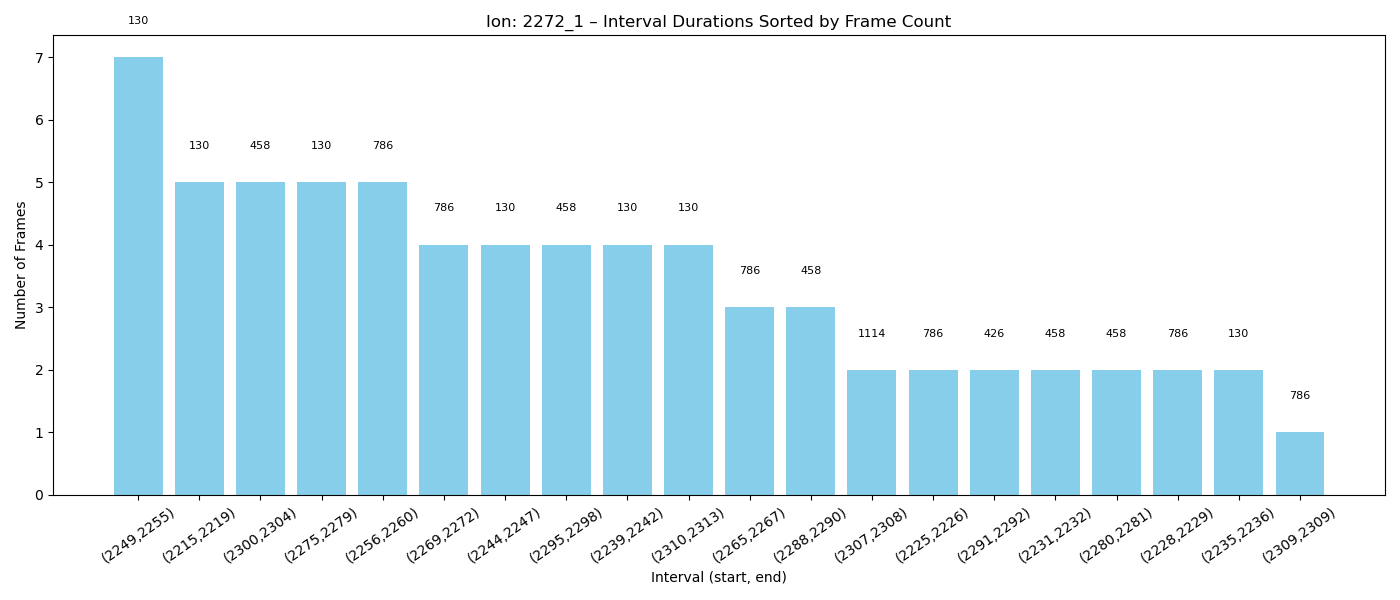 130
Ion: 2272_1 – Interval Durations Sorted by Frame Count
7
6
5
4
3
2
1
0
Number of Frames
130 458 130 786
786 130 458 130 130
786 458
1114 786 426 458 458 786 130
786
(2249,2255) (2215,2219) (2300,2304) (2275,2279) (2256,2260) (2269,2272) (2244,2247) (2295,2298) (2239,2242) (2310,2313) (2265,2267) (2288,2290) (2307,2308) (2225,2226) (2291,2292) (2231,2232) (2280,2281) (2228,2229) (2235,2236) (2309,2309)
Interval (start, end)